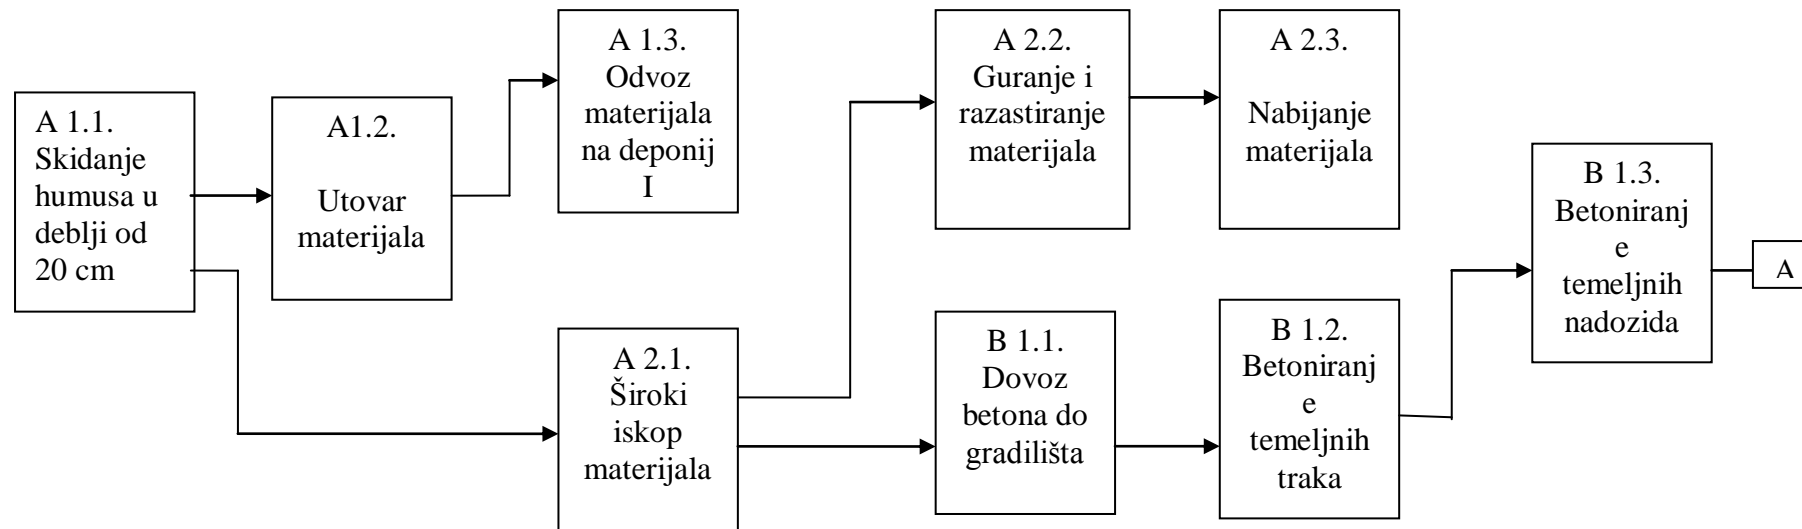 A 1.1.
Skidanje
humusa u
deblji od
20 cm
A1.2.
Utovar
materijala
A 1.3.
Odvoz
materijala
na deponij
I
A 2.1.
Široki
iskop
materijala
A 2.2.
Guranje i
razastiranje
materijala
A 2.3.
Nabijanje
materijala
B 1.1.
Dovoz
betona do
gradilišta
B 1.2.
Betoniranj
e
temeljnih
traka
B 1.3.
Betoniranj
e
temeljnih
nadozida
A